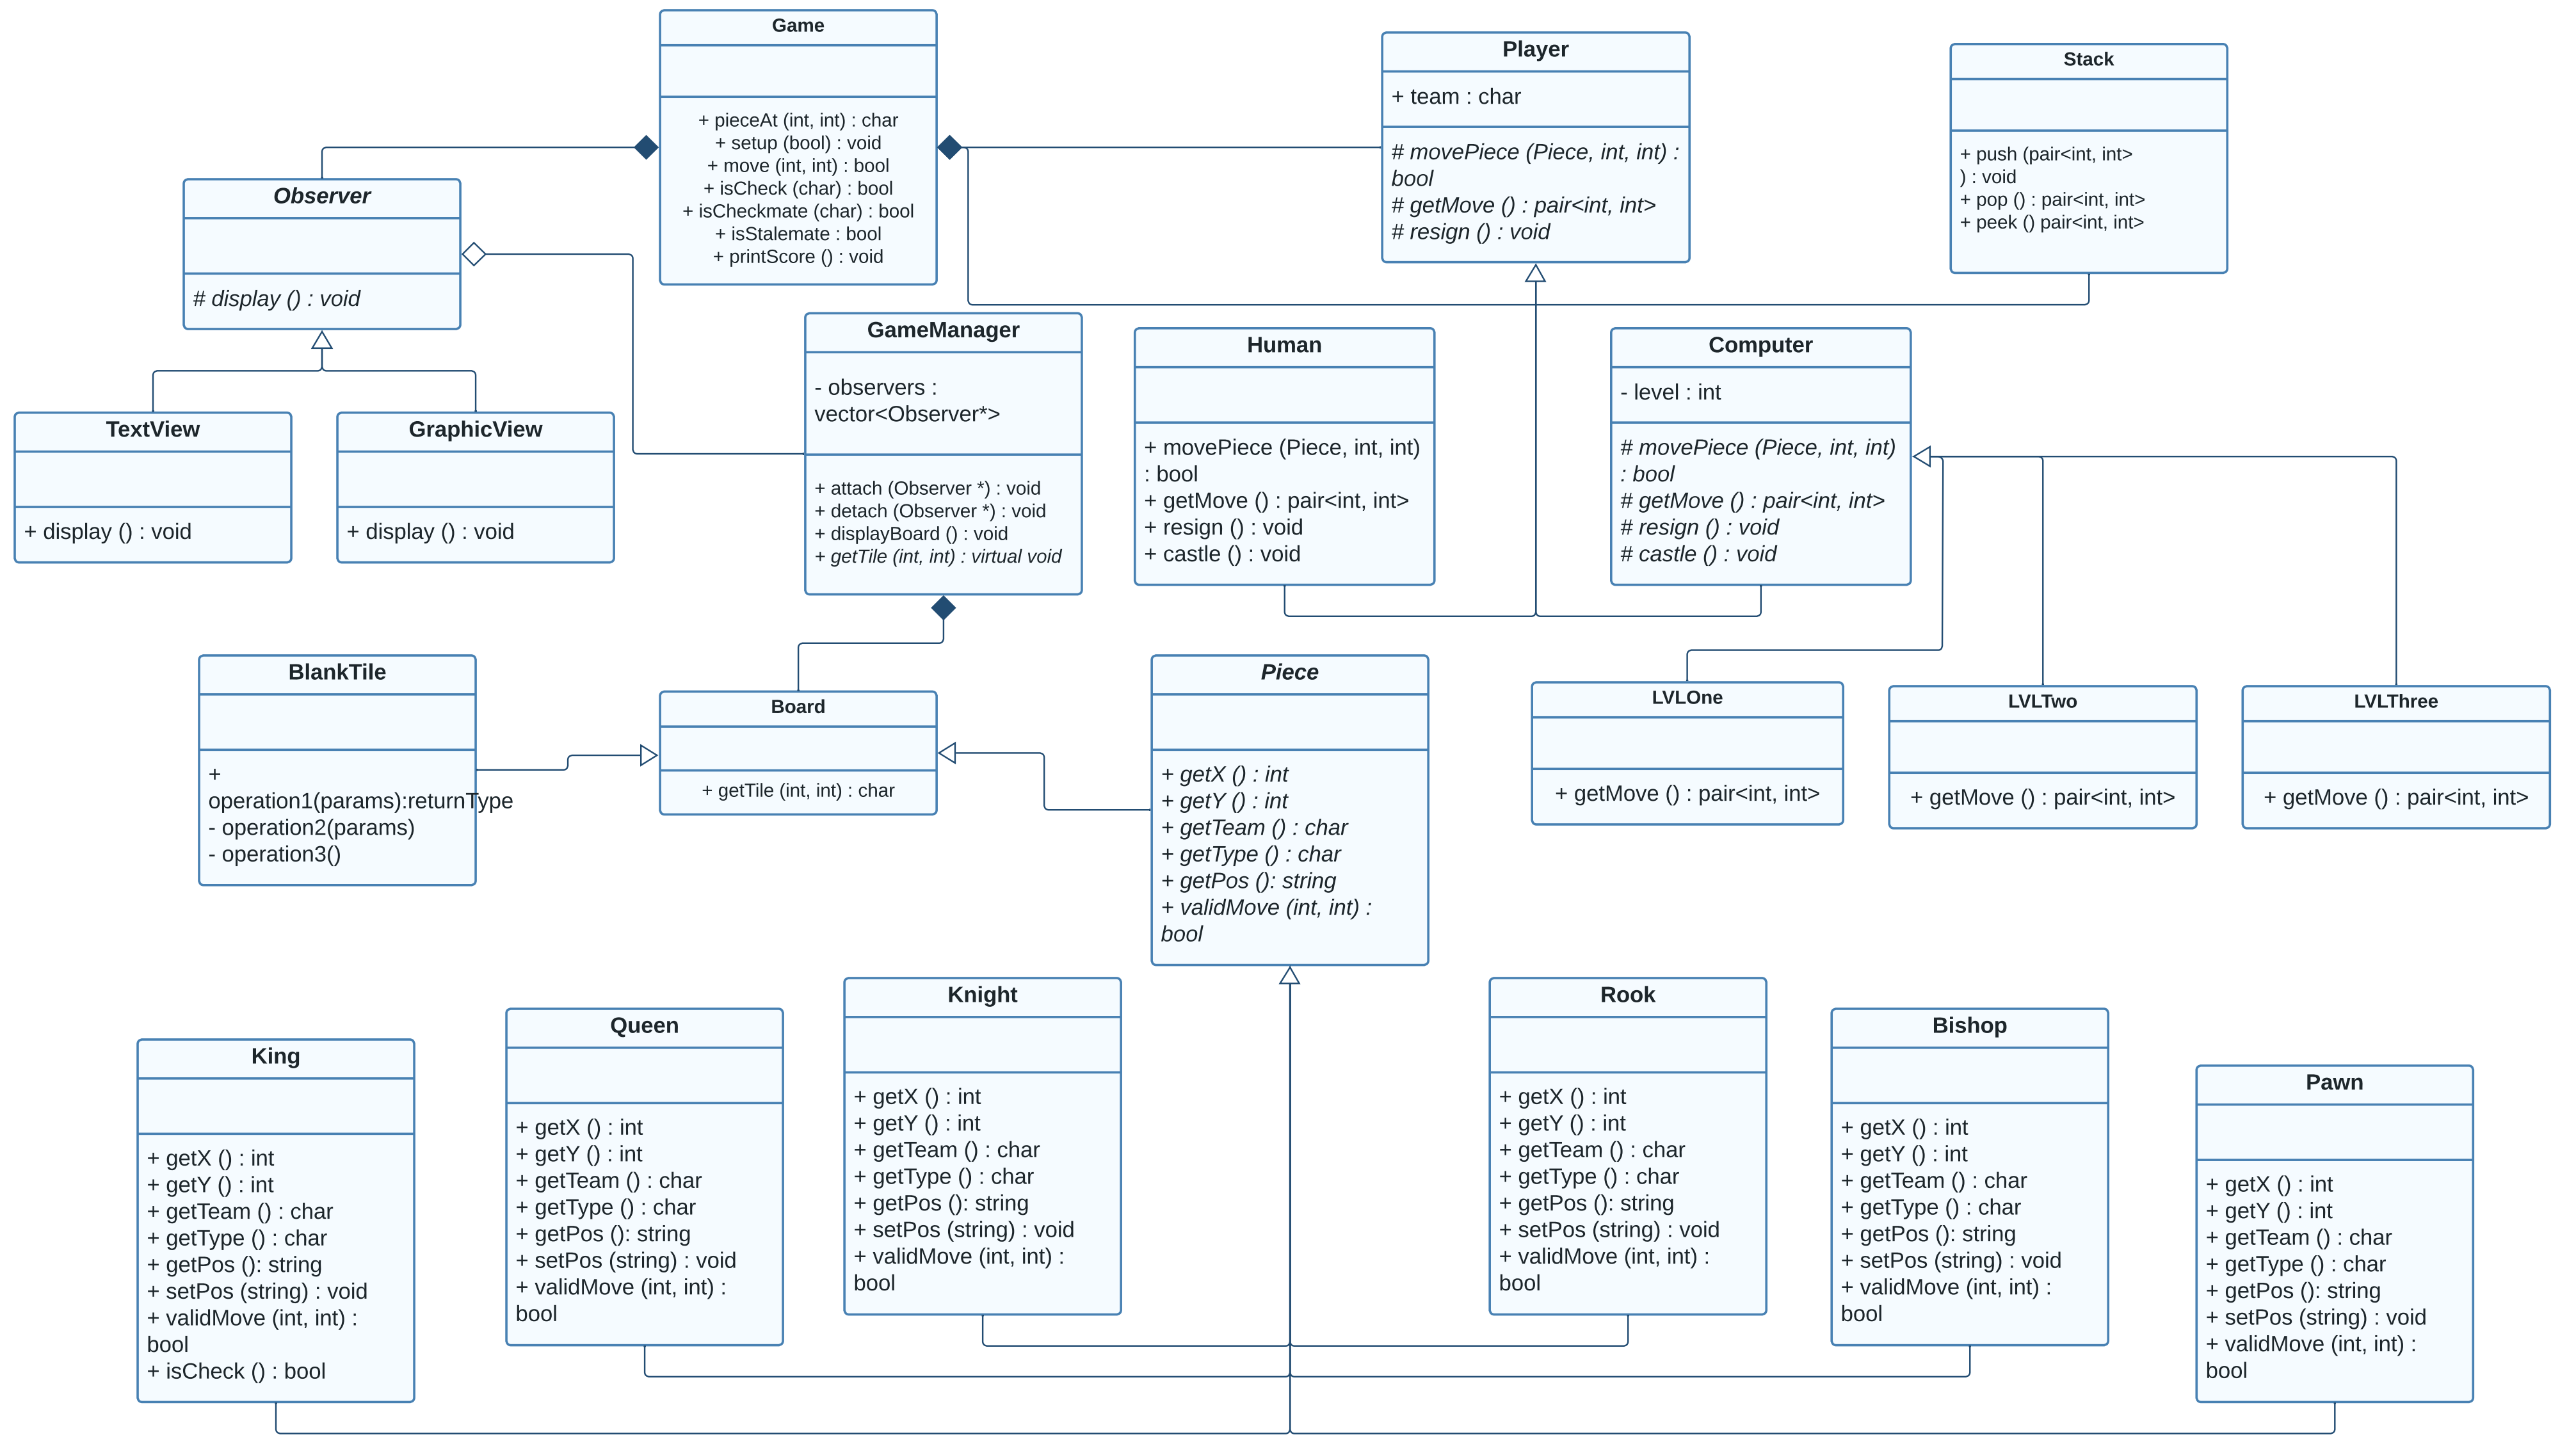 Game
+ pieceAt (int, int) : char
+ setup (bool) : void
+ move (int, int) : bool
+ isCheck (char) : bool
+ isCheckmate (char) : bool
+ isStalemate : bool
+ printScore () : void
Player
+ team : char
# movePiece (Piece, int, int) :
bool
# getMove () : pair<int, int>
# resign () : void
Stack
+ push (pair<int, int>
) : void
+ pop () : pair<int, int>
+ peek () pair<int, int>
Observer
# display () : void
GameManager
- observers :
vector<Observer*>
+ attach (Observer *) : void
+ detach (Observer *) : void
+ displayBoard () : void
+ getTile (int, int) : virtual void
Human
+ movePiece (Piece, int, int)
: bool
+ getMove () : pair<int, int>
+ resign () : void
+ castle () : void
Computer
- level : int
# movePiece (Piece, int, int)
: bool
# getMove () : pair<int, int>
# resign () : void
# castle () : void
TextView
+ display () : void
GraphicView
+ display () : void
BlankTile
+
operation1(params):returnType
- operation2(params)
- operation3()
Board
+ getTile (int, int) : char
Piece
+ getX () : int
+ getY () : int
+ getTeam () : char
+ getType () : char
+ getPos (): string
+ validMove (int, int) :
bool
LVLOne
+ getMove () : pair<int, int>
LVLTwo
+ getMove () : pair<int, int>
LVLThree
+ getMove () : pair<int, int>
King
+ getX () : int
+ getY () : int
+ getTeam () : char
+ getType () : char
+ getPos (): string
+ setPos (string) : void
+ validMove (int, int) :
bool
+ isCheck () : bool
Queen
+ getX () : int
+ getY () : int
+ getTeam () : char
+ getType () : char
+ getPos (): string
+ setPos (string) : void
+ validMove (int, int) :
bool
Knight
+ getX () : int
+ getY () : int
+ getTeam () : char
+ getType () : char
+ getPos (): string
+ setPos (string) : void
+ validMove (int, int) :
bool
Rook
+ getX () : int
+ getY () : int
+ getTeam () : char
+ getType () : char
+ getPos (): string
+ setPos (string) : void
+ validMove (int, int) :
bool
Bishop
+ getX () : int
+ getY () : int
+ getTeam () : char
+ getType () : char
+ getPos (): string
+ setPos (string) : void
+ validMove (int, int) :
bool
Pawn
+ getX () : int
+ getY () : int
+ getTeam () : char
+ getType () : char
+ getPos (): string
+ setPos (string) : void
+ validMove (int, int) :
bool